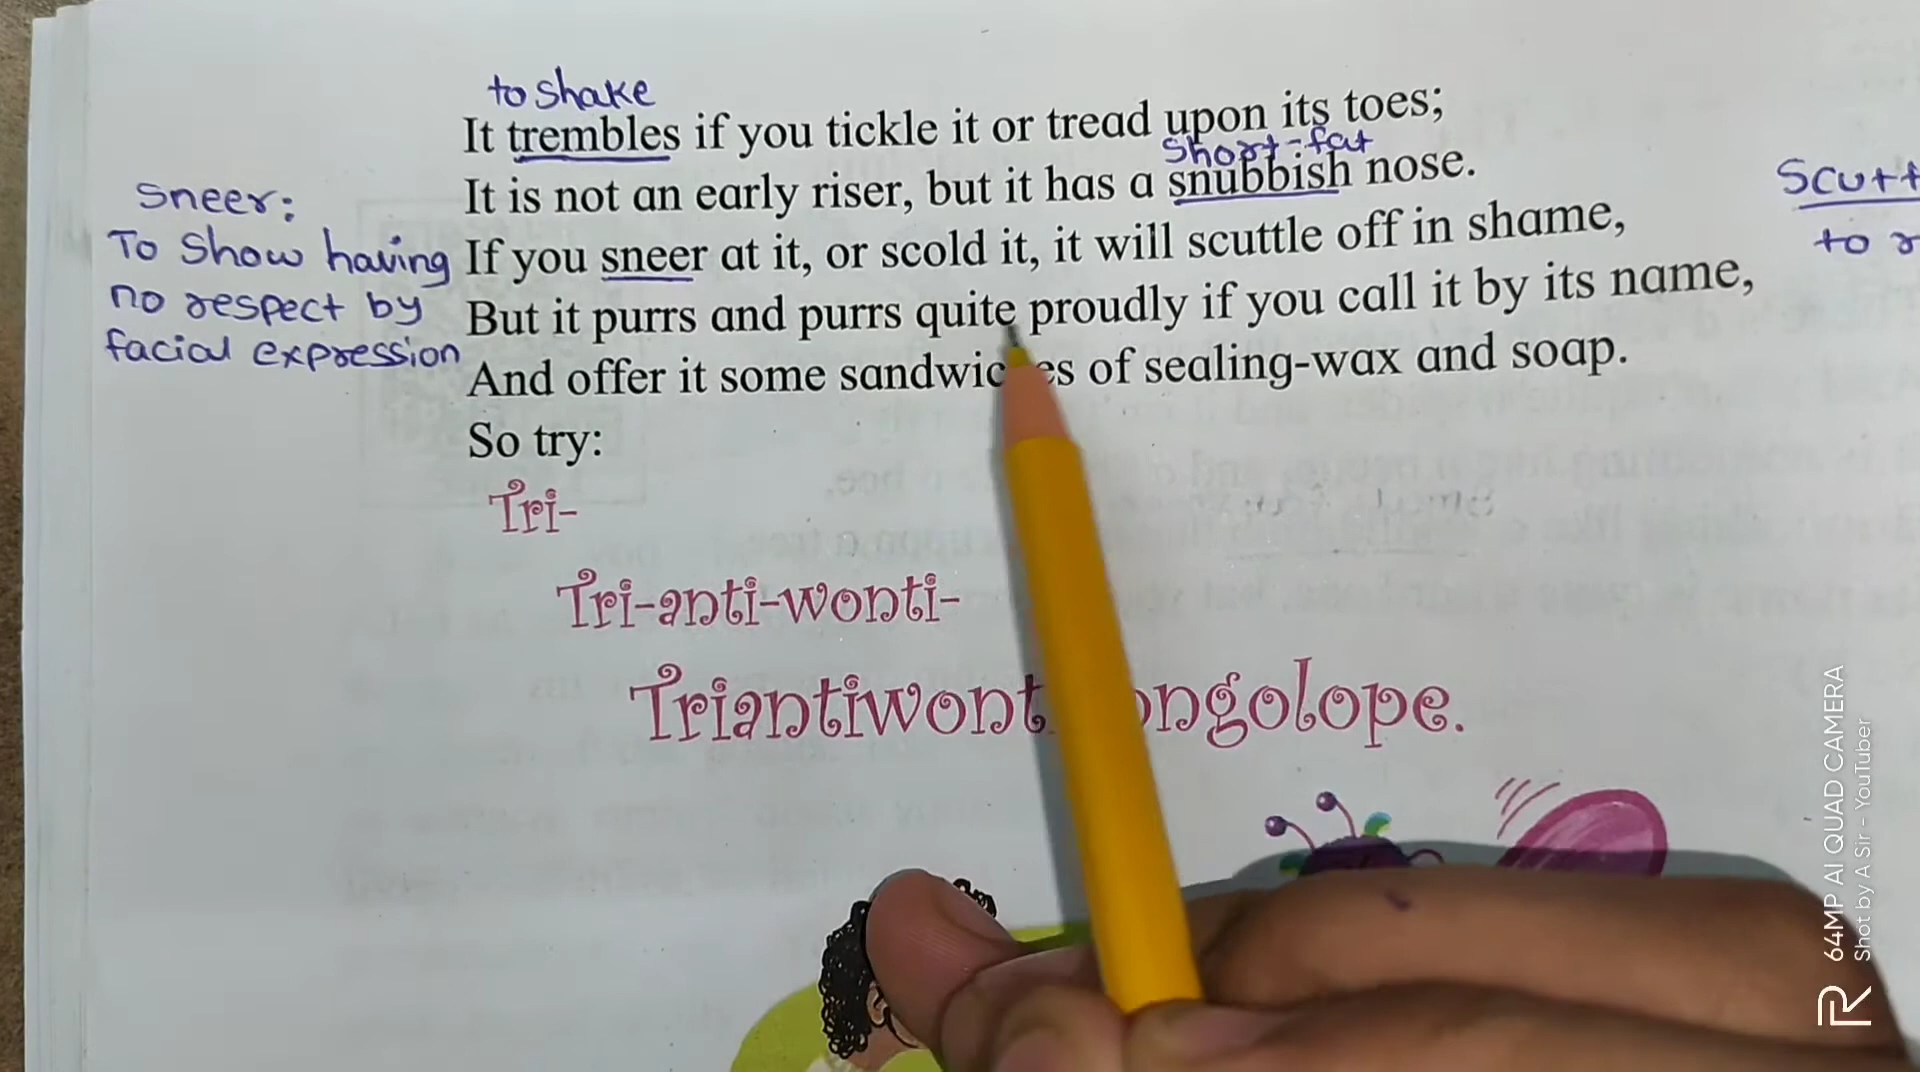 to shake
It trembles if you tickle it or tread upon its toes;
short-fat
It is not an early riser, but it has a snubbish nose.
Sneer:
To show having
no respect by
facial expression
If you sneer at it, or scold it, it will scuttle off in shame,
But it purrs and purrs quite proudly if you call it by its name,
And offer it some of sealing-wax and soap.
So try:
Scutt
to
Tri-
Tri-anti-wonti-
64MP AI QUAD CAMERA
Shot by A Sir - YouTuber